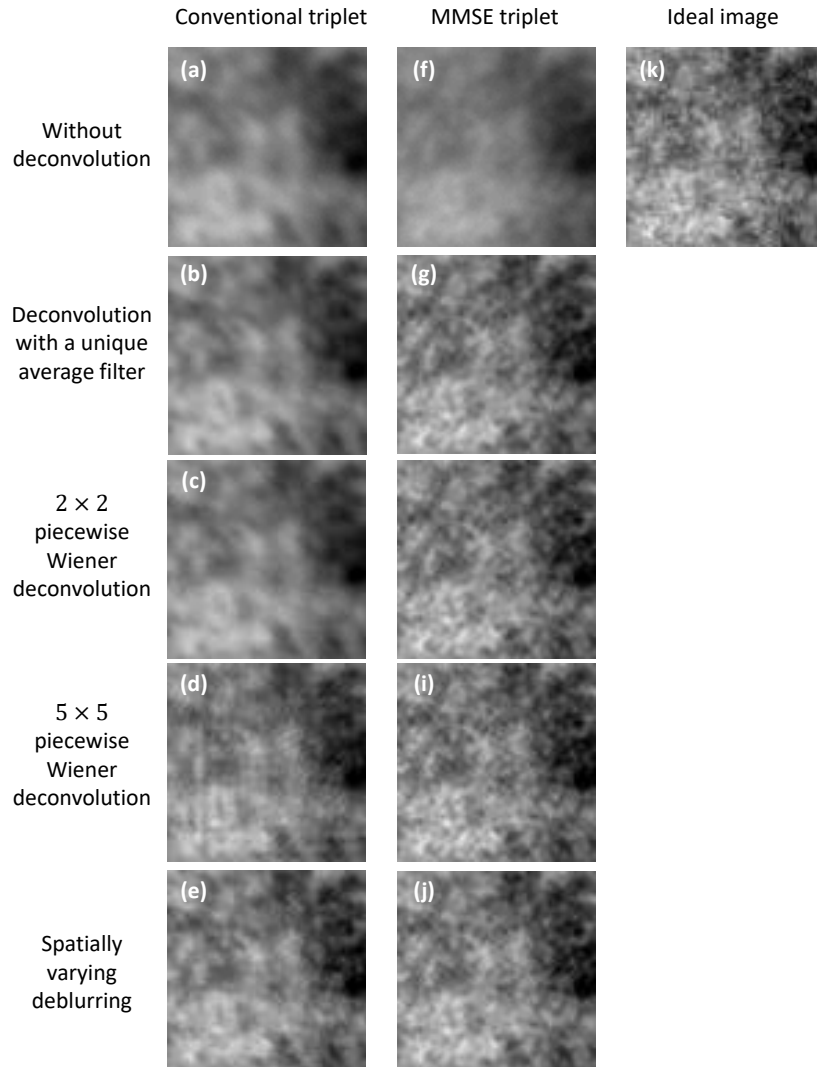 Conventional triplet
MMSE triplet
Ideal image
Without
deconvolution
(a)
(f)
(k)
Deconvolution
with a unique
average filter
(b)
(g)
2 × 2
piecewise
Wiener
deconvolution
(c)
5 × 5
piecewise
Wiener
deconvolution
(d)
(i)
Spatially
varying
deblurring
(e)
(j)